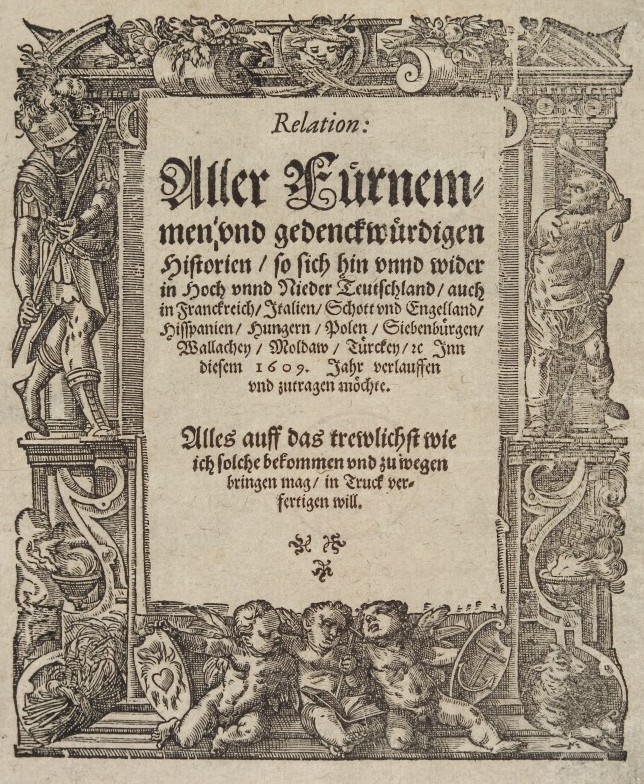 Relation:
Aller Fürnem-
men/ vnd gedenckwürdigen
Historien / so sich hin vnnd wider
in Hoch vnnd Nieder Teutschland/ auch
in Franckreich/ Italien/ Schott vnd Engelland/
Hisspanien/ Hungern/ Polen/ Siebenbürgen/
Wallachey / Moldaw / Türckey/ ꝛc Inn
diesem 1609. Jahr verlauffen
vnd zutragen möchte.
Alles auff das trewlichst wie
ich solche bekommen vnd zu wegen
bringen mag/ in Truck ver-
fertigen will.